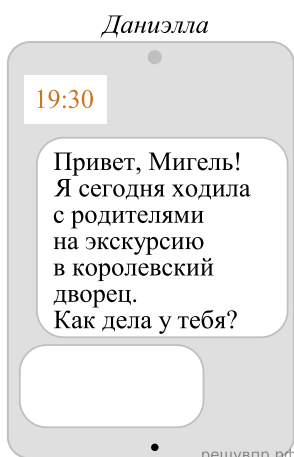 Даниэлла
19:30
Привет, Мигель!
Я сегодня ходила
с родителями
на экскурсию
в королевский
дворец.
Как дела у тебя?
решувпр.рф